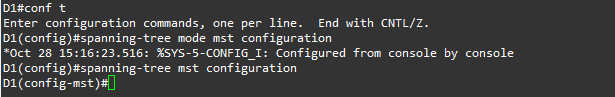 D1#conf t
Enter configuration commands, one per line.  End with CNTL/Z.
D1(config)#spanning-tree mode mst configuration
*Oct 28 15:16:23.516: %SYS-5-CONFIG_I: Configured from console by console
D1(config)#spanning-tree mst configuration
D1(config-mst)#